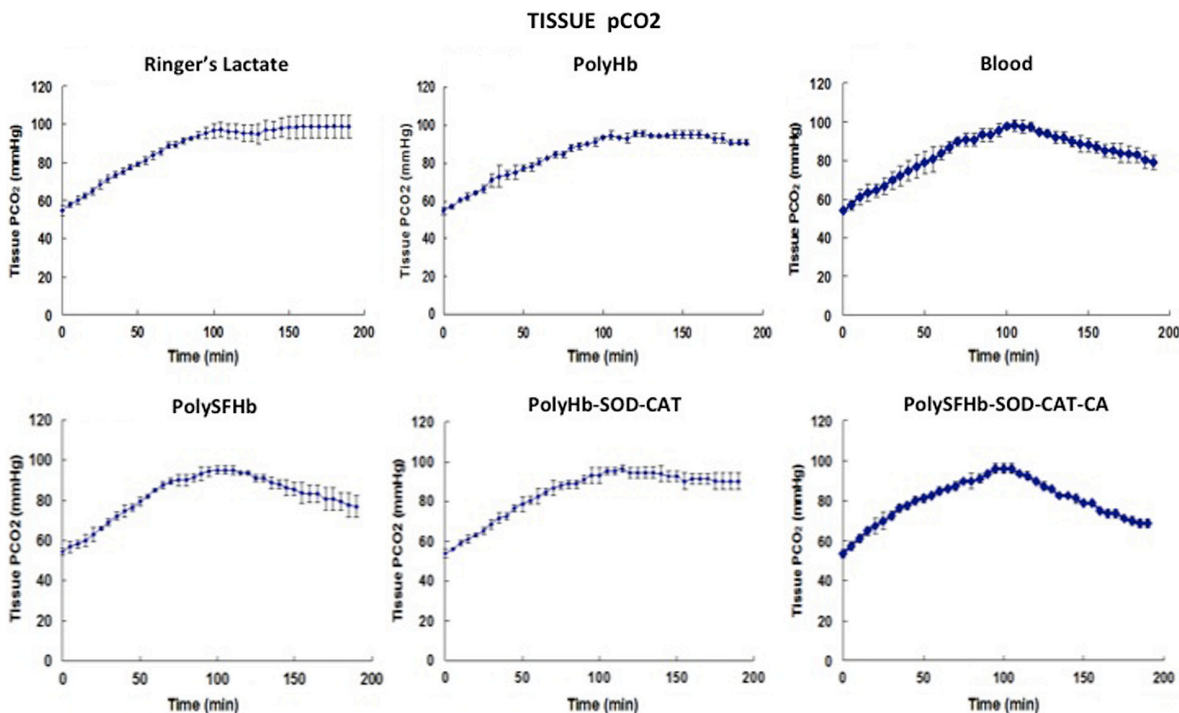 TISSUE pCO2
Ringer's Lactate
120
100
80
60
40
20
0
Tissue PCO₂ (mmHg)
0 50 100 150 200
Time (min)
PolyHb
120
100
80
60
40
20
0
Tissue PCO2 (mmHg)
0 50 100 150 200
Time (min)
Blood
120
100
80
60
40
20
0
Tissue PCO₂ (mmHg)
0 50 100 150 200
Time (min)
PolySFHb
120
100
80
60
40
20
0
Tissue PCO2 (mmHg)
0 50 100 150 200
Time (min)
PolyHb-SOD-CAT
120
100
80
60
40
20
0
Tissue PCO2 (mmHg)
0 50 100 150 200
Time (min)
PolySFHb-SOD-CAT-CA
120
100
80
60
40
20
0
Tissue PCO₂ (mmHg)
0 50 100 150 200
Time (min)